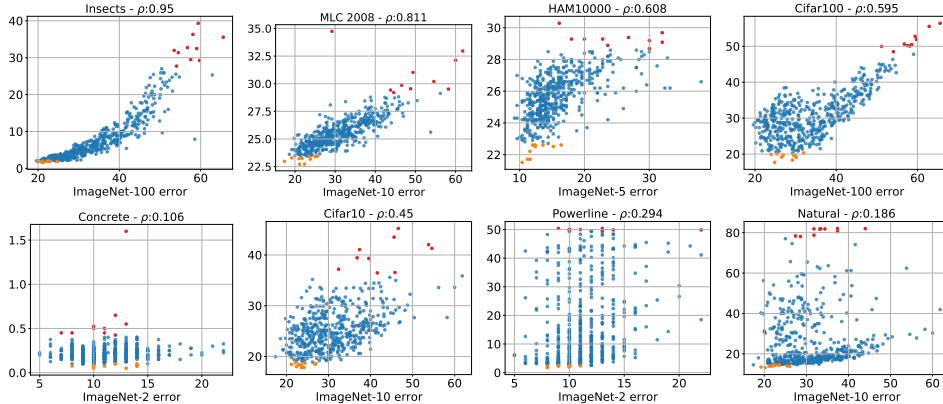 Insects - ρ:0.95
40
30
20
10
0
20 40 60
ImageNet-100 error
MLC 2008 - ρ:0.811
35.0
32.5
30.0
27.5
25.0
22.5
20 30 40 50 60
ImageNet-10 error
HAM10000 - ρ:0.608
30
28
26
24
22
10 20 30
ImageNet-5 error
Cifar100 - ρ:0.595
50
40
30
20
20 40 60
ImageNet-100 error
Concrete - ρ:0.106
1.5
1.0
0.5
0.0
5 10 15 20
ImageNet-2 error
Cifar10 - ρ:0.45
40
30
20
20 30 40 50 60
ImageNet-10 error
Powerline - ρ:0.294
50
40
30
20
10
0
5 10 15 20
ImageNet-2 error
Natural - ρ:0.186
80
60
40
20
20 30 40 50 60
ImageNet-10 error